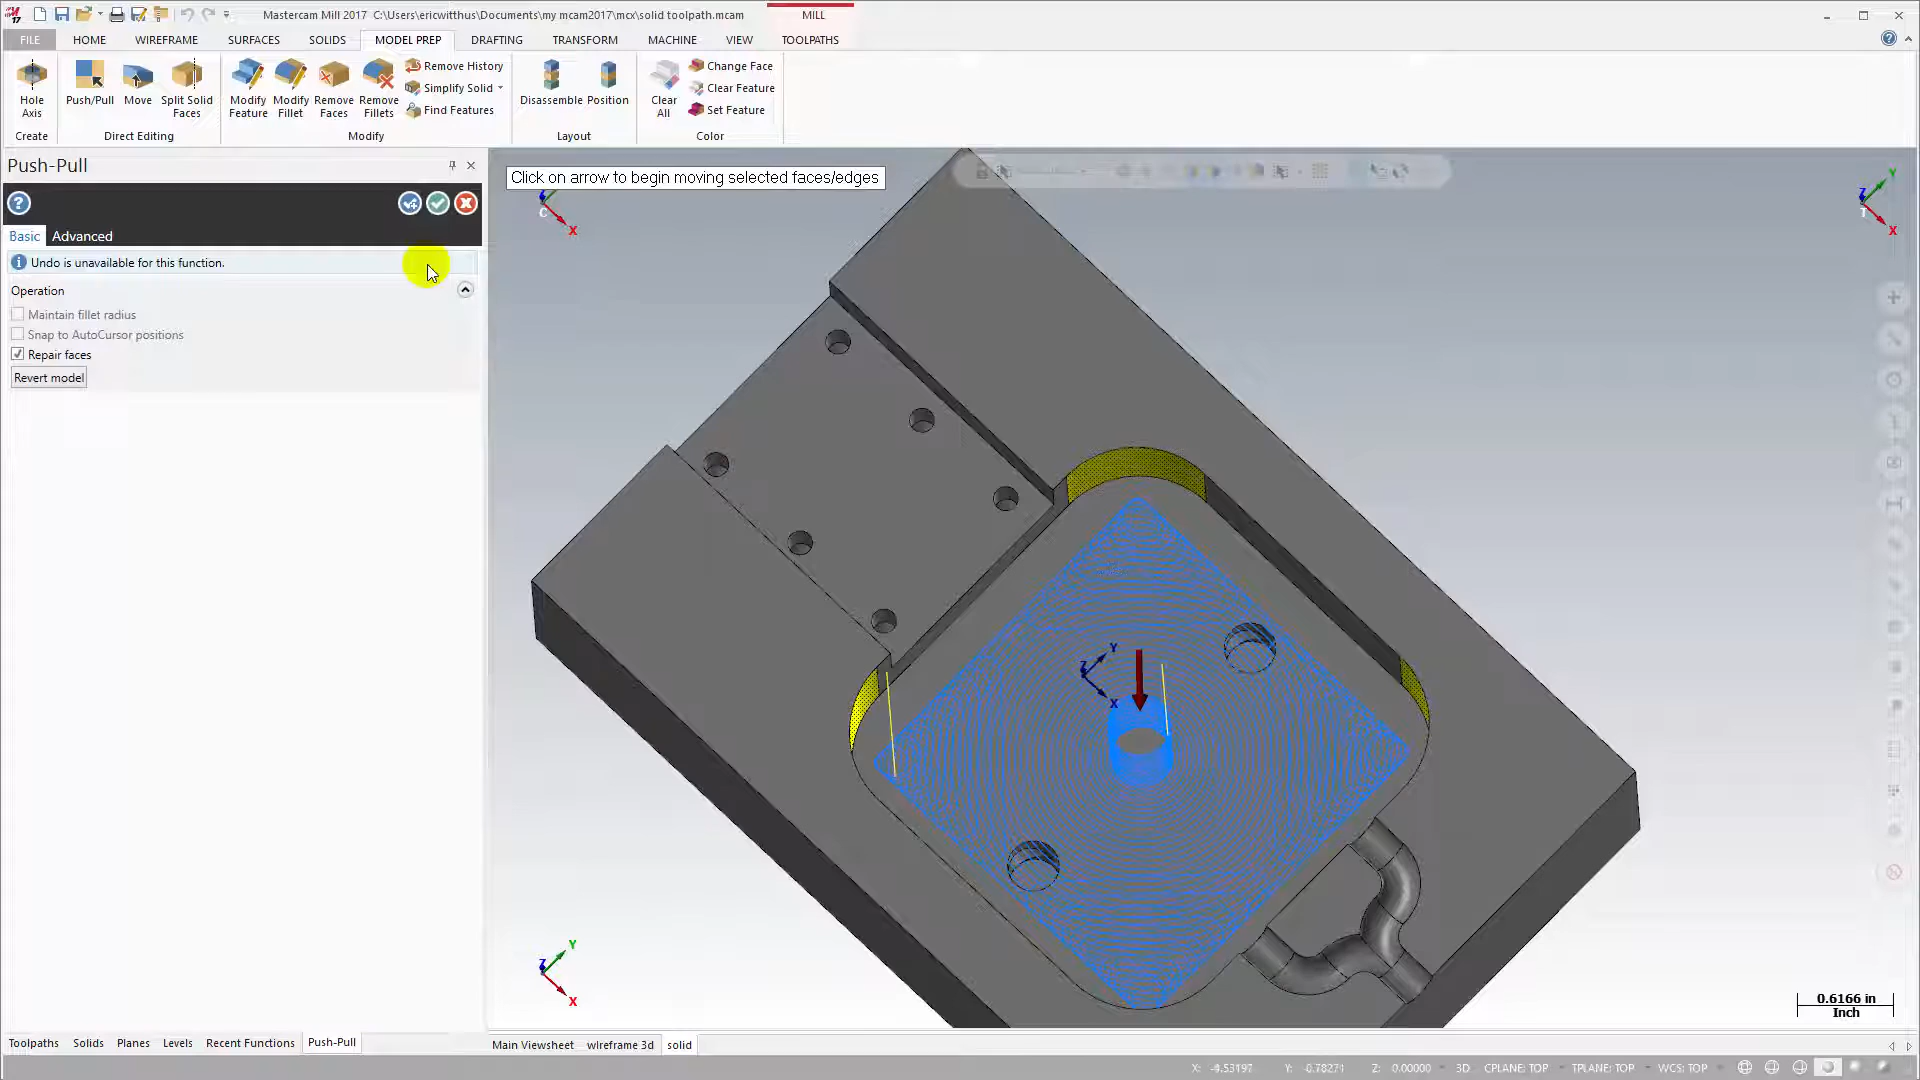 Mastercam Mill 2017 C:\Users\ericwitthus\Documents\my mcam2017\mcx\solid toolpath.mcam
MILL
FILE HOME WIREFRAME SURFACES SOLIDS MODEL PREP DRAFTING TRANSFORM MACHINE VIEW TOOLPATHS
Hole Axis
Push/Pull
Move
Split Solid Faces
Modify Feature
Modify Fillet
Remove Faces
Remove Fillets
Remove History
Simplify Solid
Find Features
Disassemble
Position
Clear All
Change Face
Clear Feature
Set Feature
Create
Direct Editing
Modify
Layout
Color
Push-Pull
Basic Advanced
Undo is unavailable for this function.
Operation
Maintain fillet radius
Snap to AutoCursor positions
Repair faces
Revert model
Click on arrow to begin moving selected faces/edges
C
X
Z
Y
T
X
Z
Y
X
Z
Y
X
0.6166 in
Inch
Toolpaths Solids Planes Levels Recent Functions Push-Pull
Main Viewsheet wireframe 3d solid
X: -4.53197 Y: -0.78271 Z: 0.00000 3D CPLANE: TOP TPLANE: TOP WCS: TOP